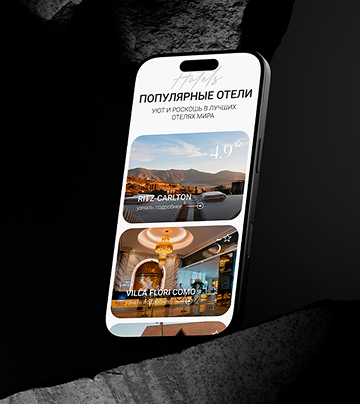 Hotels
ПОПУЛЯРНЫЕ ОТЕЛИ
УЮТ И РОСКОШЬ В ЛУЧШИХ
ОТЕЛЯХ МИРА
4.9
RITZ-CARLTON
узнать подробнее
VILLA FLORI COMO
узнать подробнее